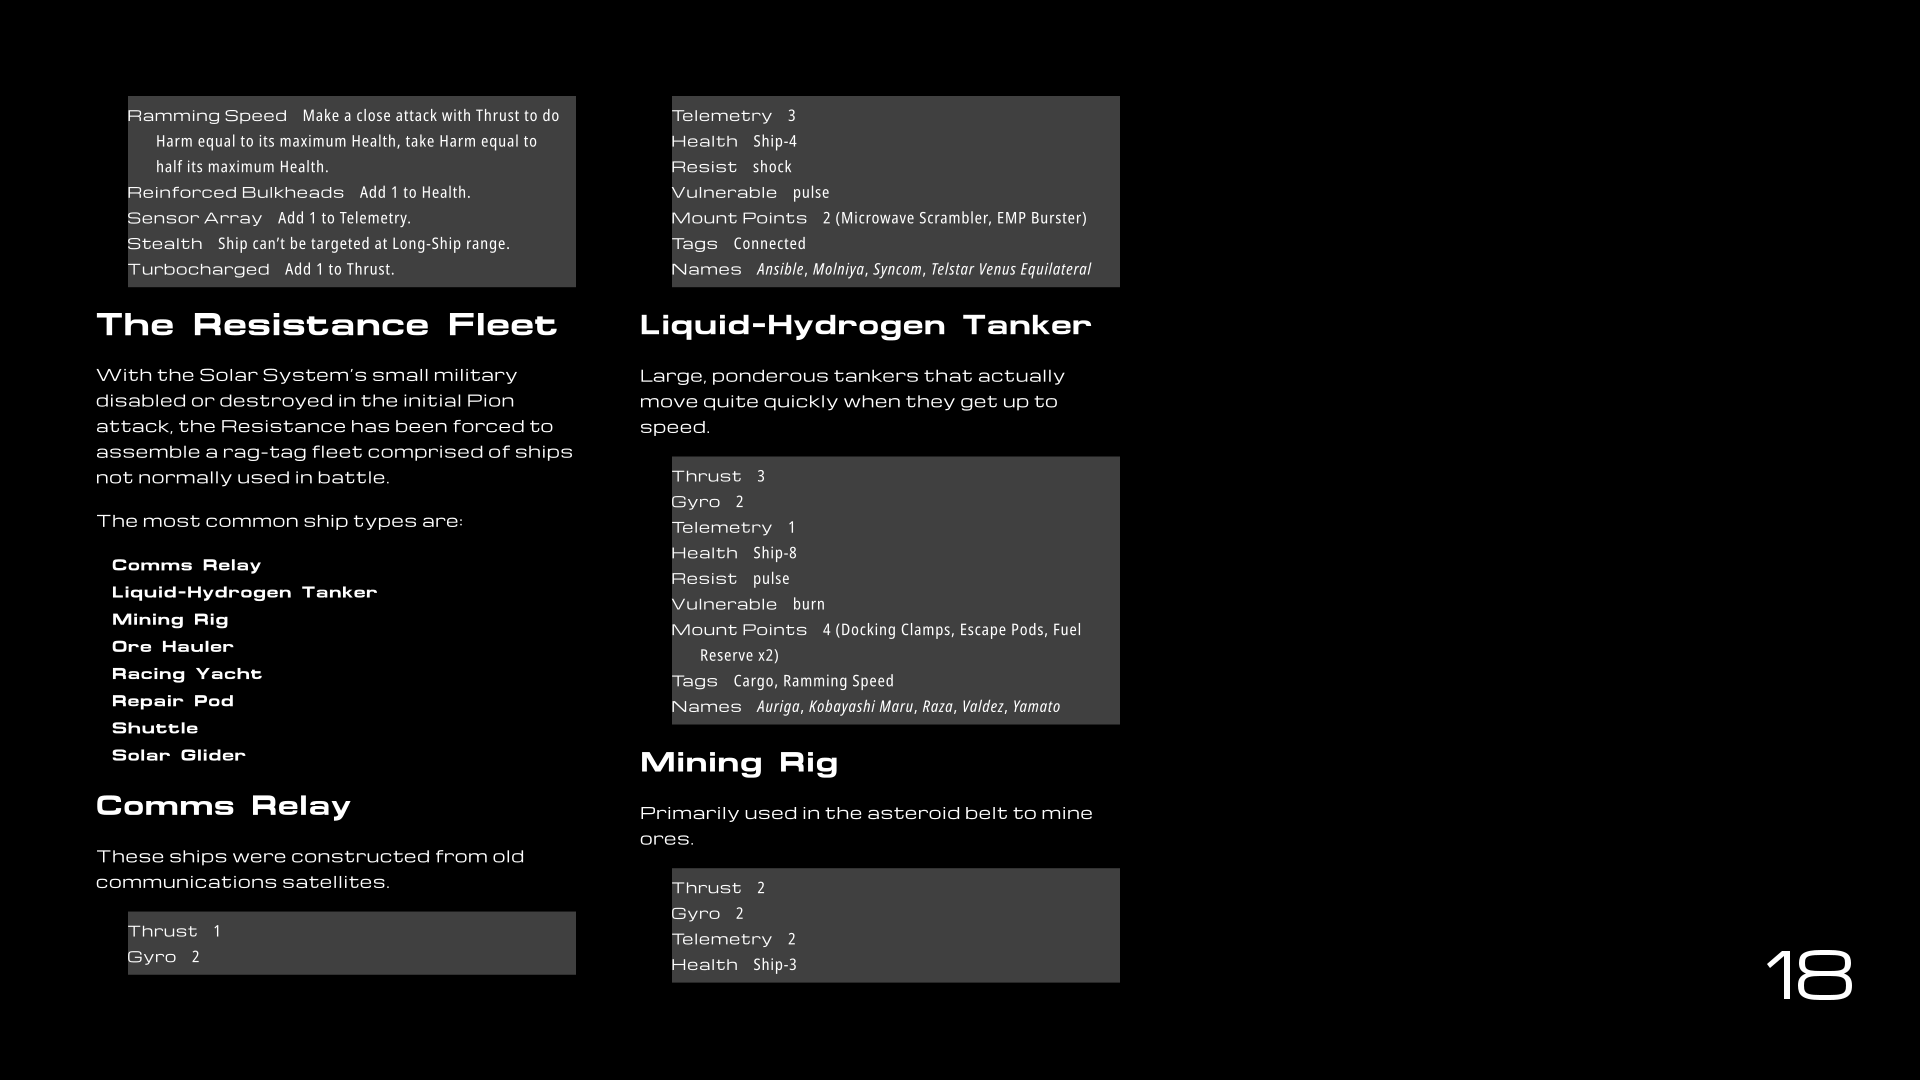 Ramming Speed Make a close attack with Thrust to do
Harm equal to its maximum Health, take Harm equal to
half its maximum Health.
Reinforced Bulkheads Add 1 to Health.
Sensor Array Add 1 to Telemetry.
Stealth Ship can’t be targeted at Long-Ship range.
Turbocharged Add 1 to Thrust.
The Resistance Fleet
With the Solar System’s small military
disabled or destroyed in the initial Pion
attack, the Resistance has been forced to
assemble a rag-tag fleet comprised of ships
not normally used in battle.
The most common ship types are:
Comms Relay
Liquid-Hydrogen Tanker
Mining Rig
Ore Hauler
Racing Yacht
Repair Pod
Shuttle
Solar Glider
Comms Relay
These ships were constructed from old
communications satellites.
Thrust 1
Gyro 2
Telemetry 3
Health Ship-4
Resist shock
Vulnerable pulse
Mount Points 2 (Microwave Scrambler, EMP Burster)
Tags Connected
Names Ansible, Molniya, Syncom, Telstar Venus Equilateral
Liquid-Hydrogen Tanker
Large, ponderous tankers that actually
move quite quickly when they get up to
speed.
Thrust 3
Gyro 2
Telemetry 1
Health Ship-8
Resist pulse
Vulnerable burn
Mount Points 4 (Docking Clamps, Escape Pods, Fuel
Reserve x2)
Tags Cargo, Ramming Speed
Names Auriga, Kobayashi Maru, Raza, Valdez, Yamato
Mining Rig
Primarily used in the asteroid belt to mine
ores.
Thrust 2
Gyro 2
Telemetry 2
Health Ship-3
18